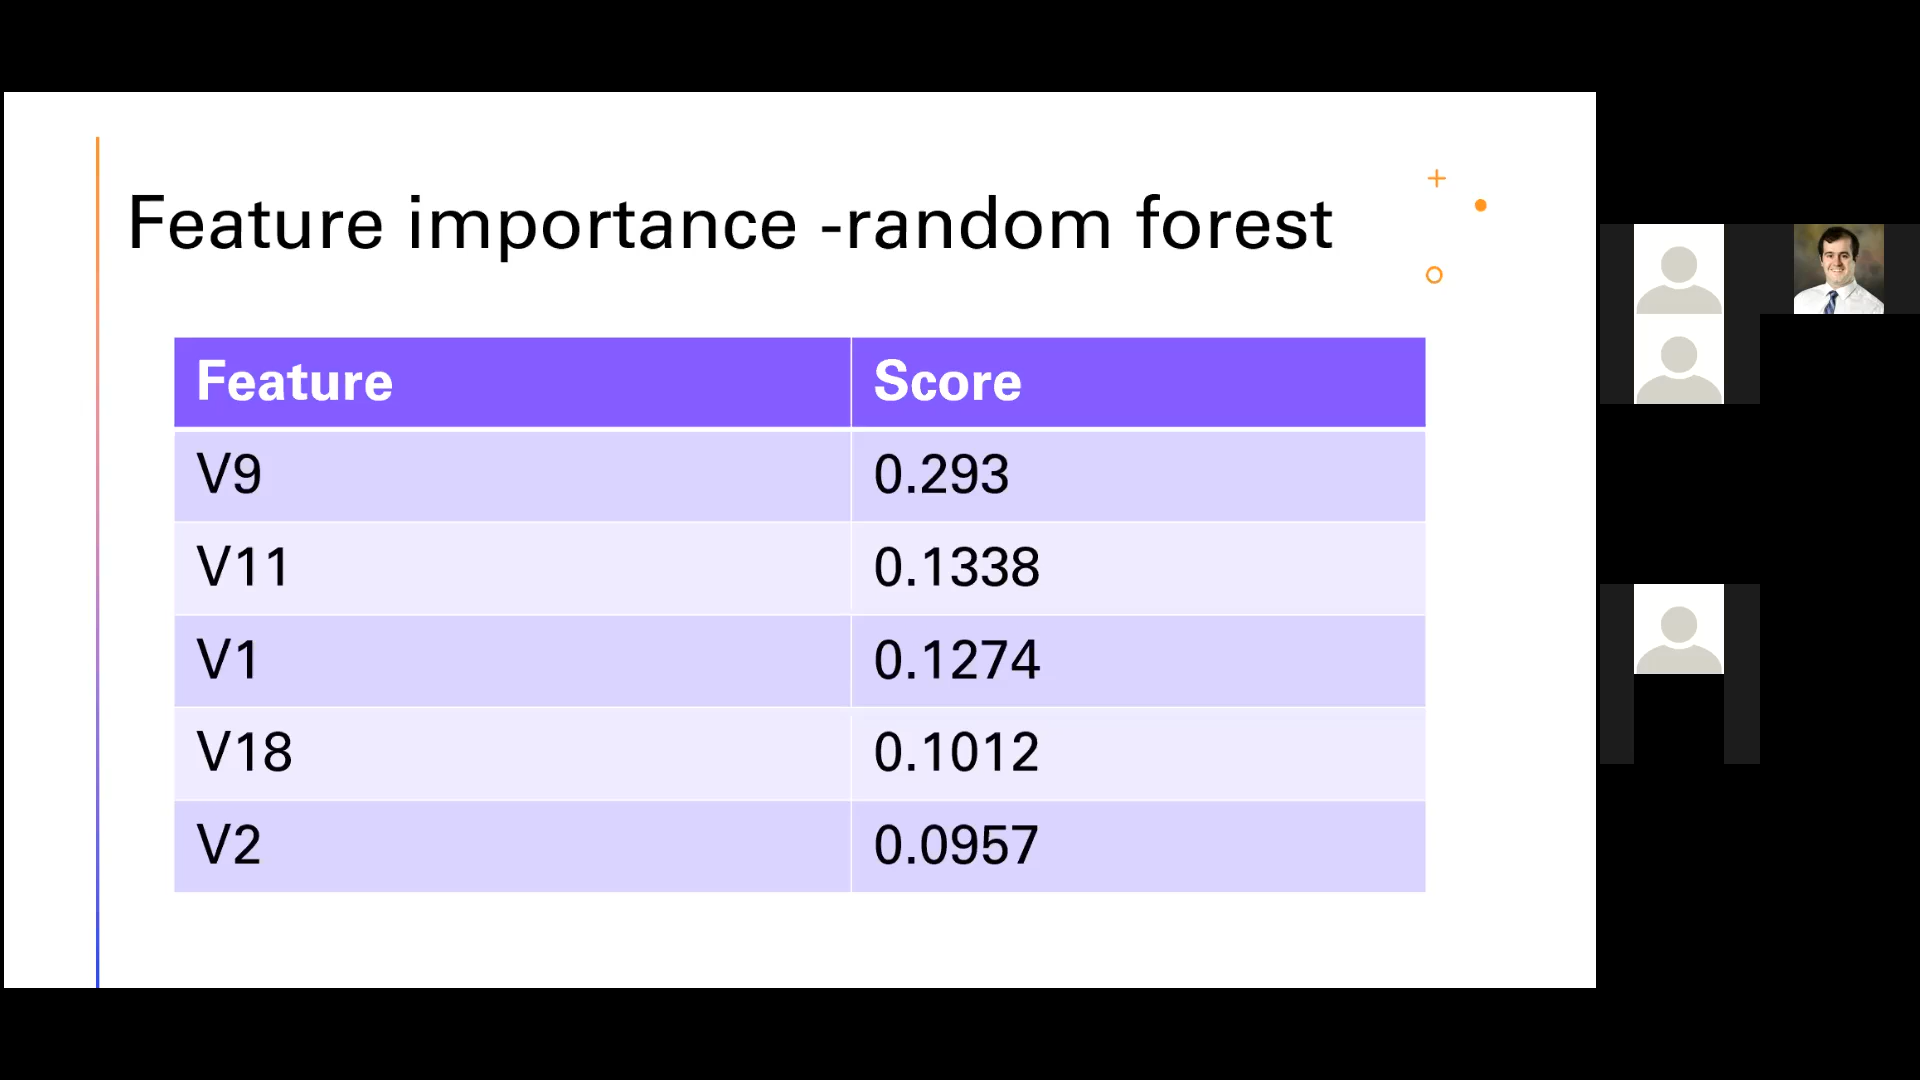 Feature importance -random forest
Feature Score
V9 0.293
V11 0.1338
V1 0.1274
V18 0.1012
V2 0.0957